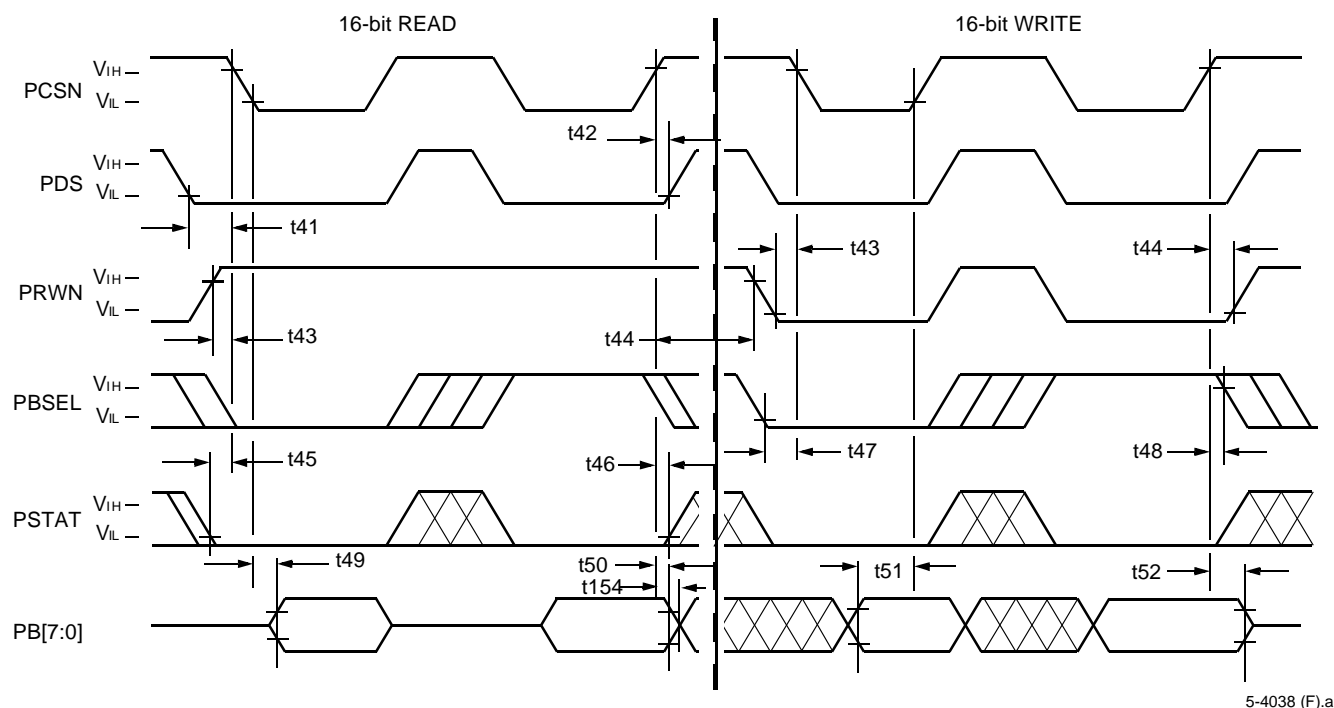 16-bit READ 16-bit WRITE
PCSN VIH VIL
t42
PDS VIH VIL
t41 t43 t44
PRWN VIH VIL
t43 t44
PBSEL VIH VIL
t45 t46 t47 t48
PSTAT VIH VIL
t49 t50 t51 t52
t154
PB[7:0]
5-4038 (F).a